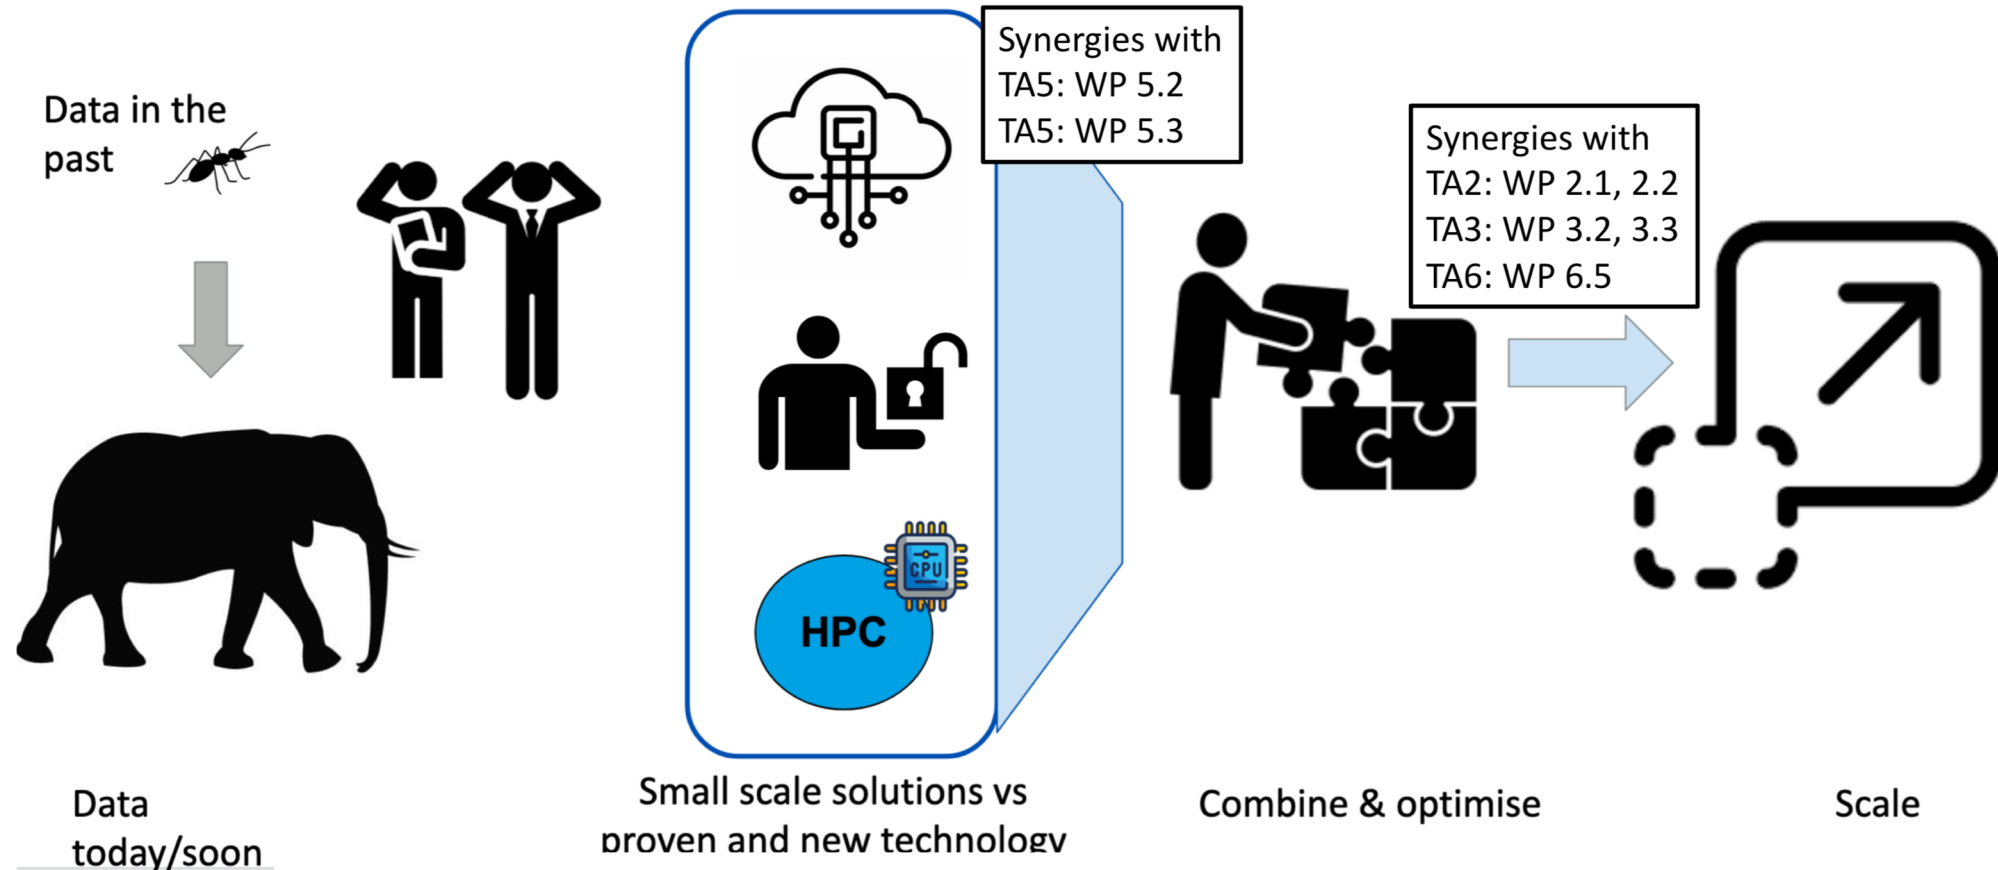 Data in the
past
Data
today/soon
Synergies with
TA5: WP 5.2
TA5: WP 5.3
CPU
HPC
Small scale solutions vs
proven and new technology
Synergies with
TA2: WP 2.1, 2.2
TA3: WP 3.2, 3.3
TA6: WP 6.5
Combine & optimise
Scale